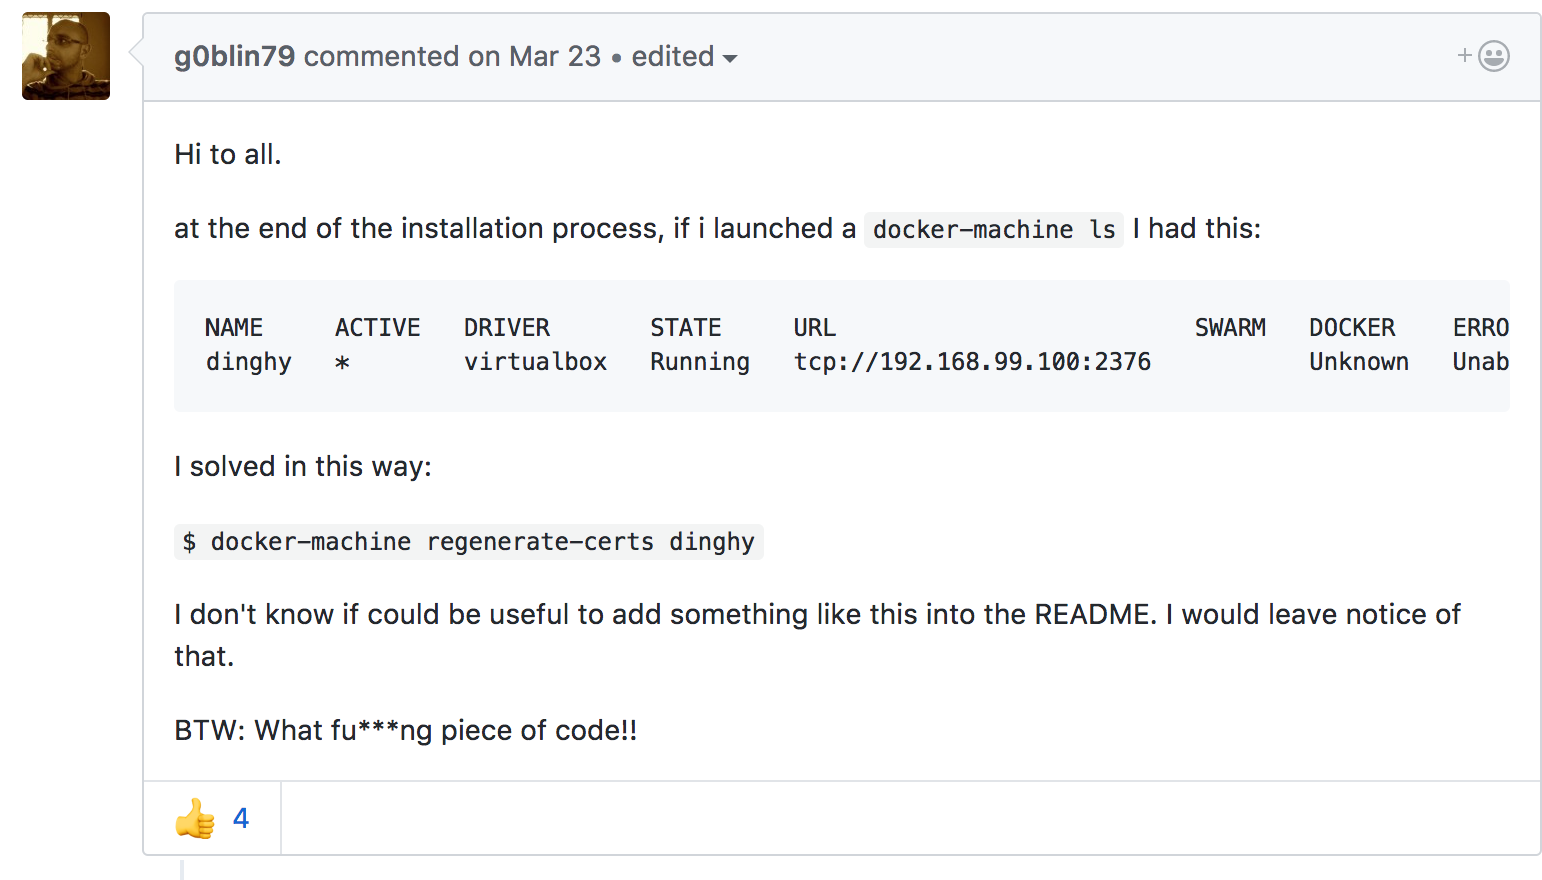 g0blin79 commented on Mar 23 • edited
Hi to all.
at the end of the installation process, if i launched a docker-machine ls I had this:
NAME ACTIVE DRIVER STATE URL SWARM DOCKER ERRO
dinghy * virtualbox Running tcp://192.168.99.100:2376 Unknown Unab
I solved in this way:
$ docker-machine regenerate-certs dinghy
I don't know if could be useful to add something like this into the README. I would leave notice of
that.
BTW: What fu***ng piece of code!!
👍 4